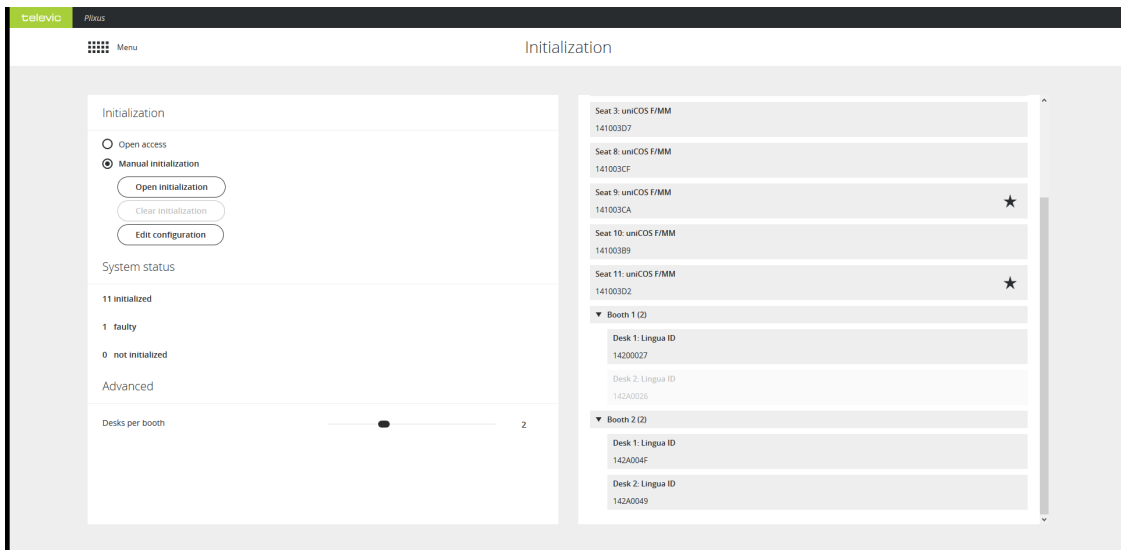 televic Plixus
Menu
Initialization
Initialization
Open access
Manual initialization
Open initialization
Clear initialization
Edit configuration
System status
11 initialized
1 faulty
0 not initialized
Advanced
Desks per booth 2
Seat 3: uniCOS F/MM
141003D7
Seat 8: uniCOS F/MM
141003CF
Seat 9: uniCOS F/MM
141003CA
Seat 10: uniCOS F/MM
141003B9
Seat 11: uniCOS F/MM
141003D2
Booth 1 (2)
Desk 1: Lingua ID
14200027
Desk 2: Lingua ID
142A0026
Booth 2 (2)
Desk 1: Lingua ID
142A004F
Desk 2: Lingua ID
142A0049